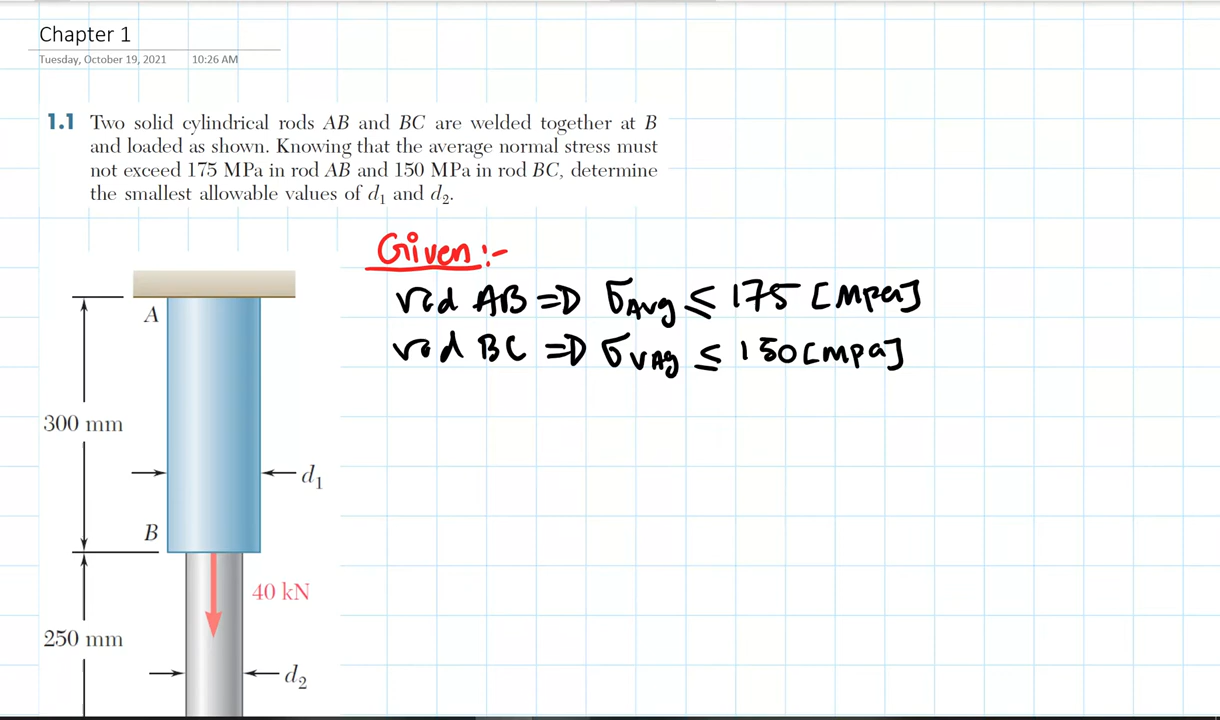 Chapter 1
Tuesday, October 19, 2021 10:26 AM
1.1 Two solid cylindrical rods AB and BC are welded together at B
and loaded as shown. Knowing that the average normal stress must
not exceed 175 MPa in rod AB and 150 MPa in rod BC, determine
the smallest allowable values of d₁ and d₂.
Given :-
rod AB => σAvg ≤ 175 [Mpa]
rod BC => σVAg ≤ 150 [mpa]
A
300 mm
d₁
B
40 kN
250 mm
d₂